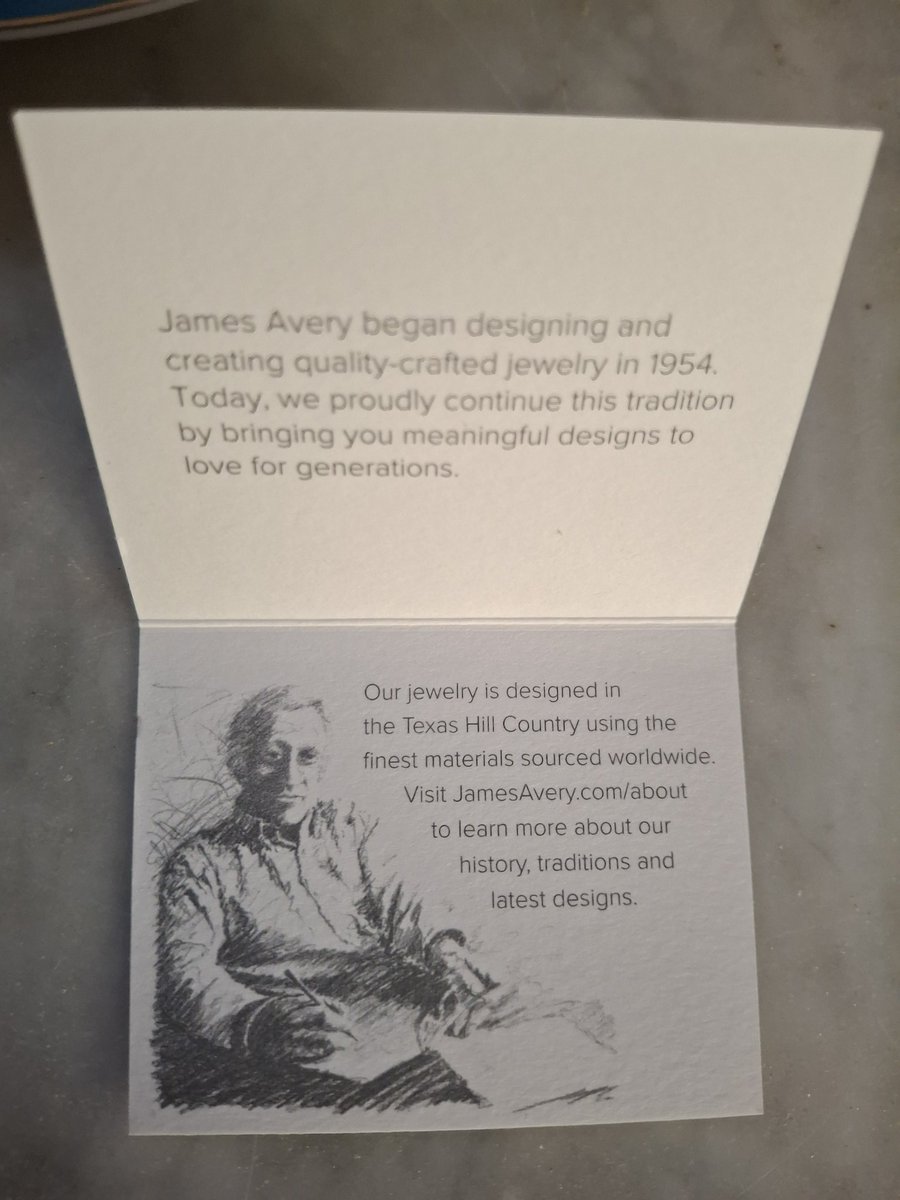 James Avery began designing and
creating quality-crafted jewelry in 1954.
Today, we proudly continue this tradition
by bringing you meaningful designs to
love for generations.
Our jewelry is designed in
the Texas Hill Country using the
finest materials sourced worldwide.
Visit JamesAvery.com/about
to learn more about our
history, traditions and
latest designs.